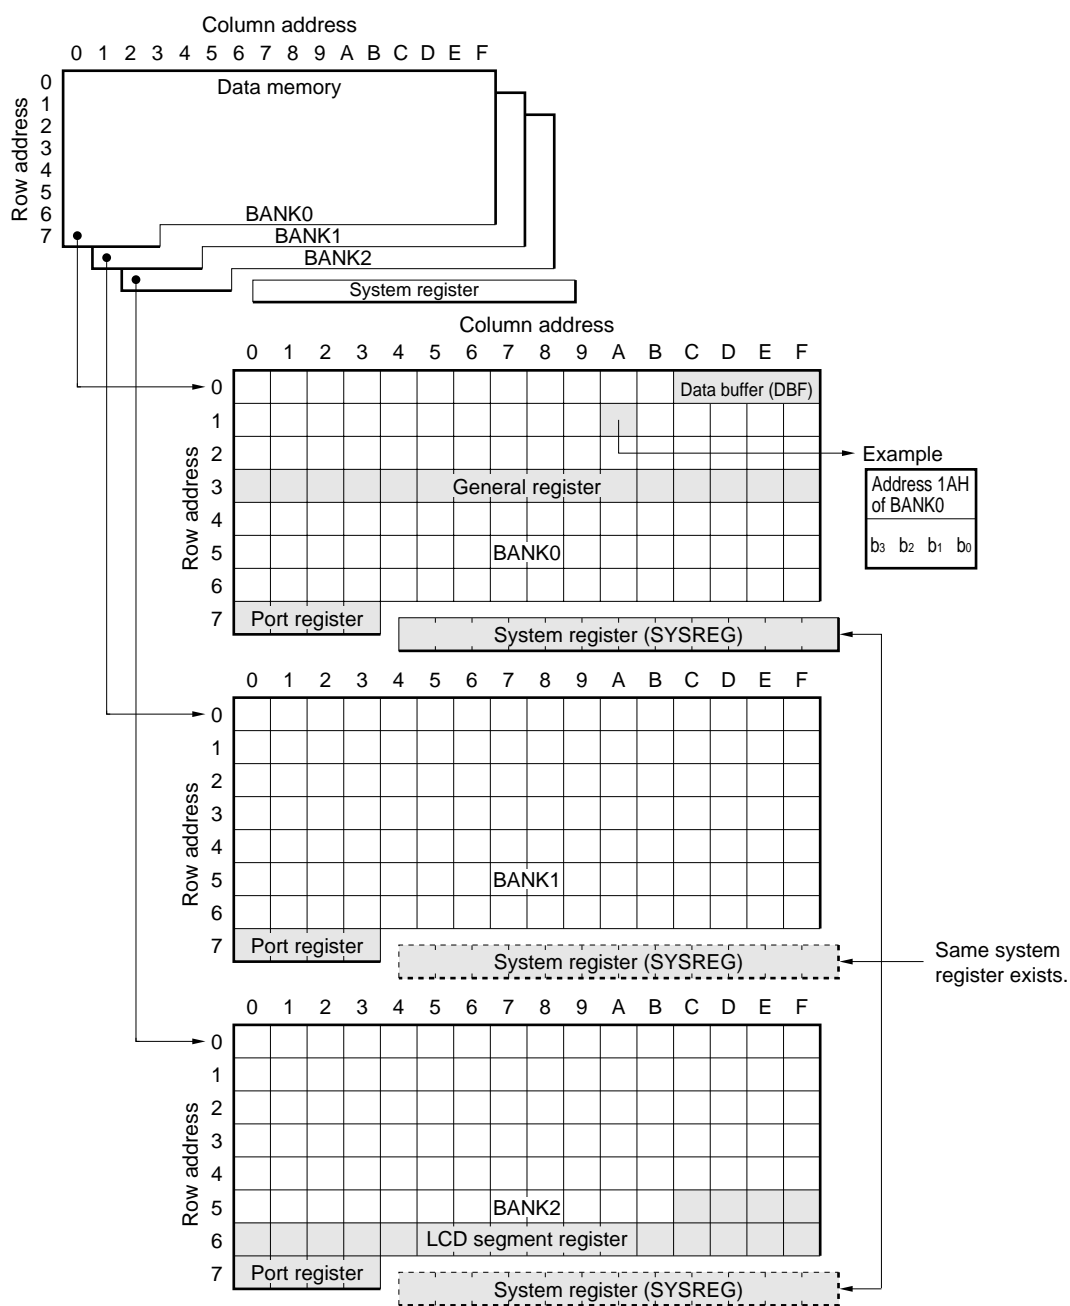 Column address
0 1 2 3 4 5 6 7 8 9 A B C D E F
Row address
0
Data memory
1
2
3
4
5
6
BANK0
7
BANK1
BANK2
System register
Column address
0 1 2 3 4 5 6 7 8 9 A B C D E F
Row address
0
Data buffer (DBF)
1
2
Example
3
General register
Address 1AH
of BANK0
4
b3 b2 b1 b0
5
BANK0
6
7
Port register
System register (SYSREG)
0 1 2 3 4 5 6 7 8 9 A B C D E F
Row address
0
1
2
3
4
5
BANK1
6
7
Port register
System register (SYSREG)
Same system
register exists.
0 1 2 3 4 5 6 7 8 9 A B C D E F
Row address
0
1
2
3
4
5
BANK2
6
LCD segment register
7
Port register
System register (SYSREG)